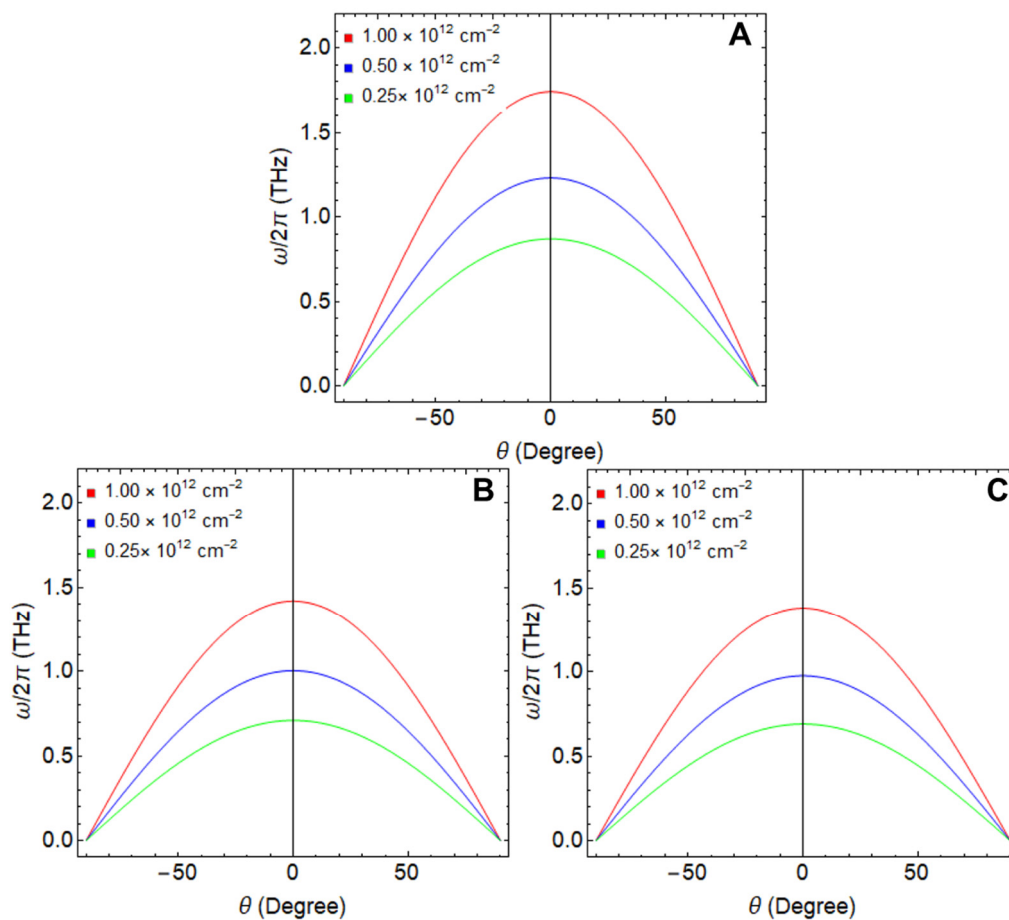 A
1.00 × 10¹² cm⁻²
0.50 × 10¹² cm⁻²
0.25× 10¹² cm⁻²
2.0
1.5
1.0
0.5
0.0
ω/2π (THz)
−50 0 50
θ (Degree)
B
1.00 × 10¹² cm⁻²
0.50 × 10¹² cm⁻²
0.25× 10¹² cm⁻²
2.0
1.5
1.0
0.5
0.0
ω/2π (THz)
−50 0 50
θ (Degree)
C
1.00 × 10¹² cm⁻²
0.50 × 10¹² cm⁻²
0.25× 10¹² cm⁻²
2.0
1.5
1.0
0.5
0.0
ω/2π (THz)
−50 0 50
θ (Degree)